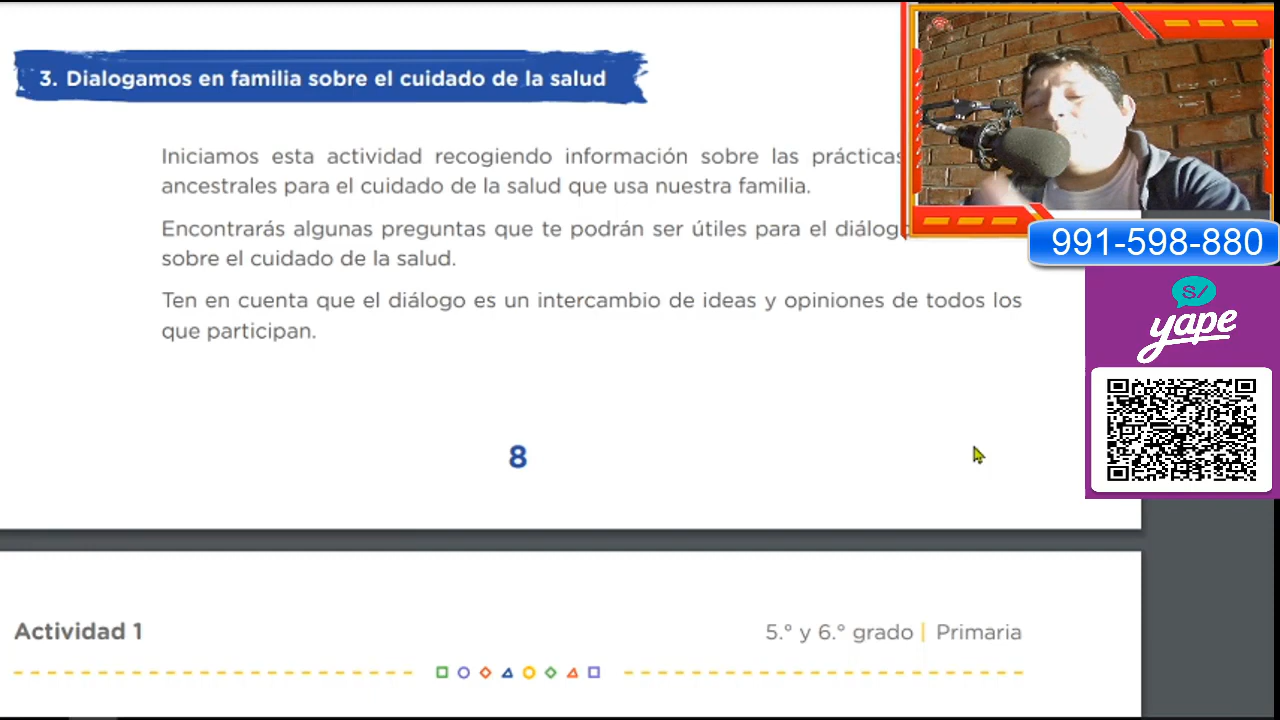 3. Dialogamos en familia sobre el cuidado de la salud
Iniciamos esta actividad recogiendo información sobre las prácticas
ancestrales para el cuidado de la salud que usa nuestra familia.
Encontrarás algunas preguntas que te podrán ser útiles para el
sobre el cuidado de la salud.
Ten en cuenta que el diálogo es un intercambio de ideas y opiniones de todos los
que participan.
8
991-598-880
S/
yape
Actividad 1
5.° y 6.° grado | Primaria